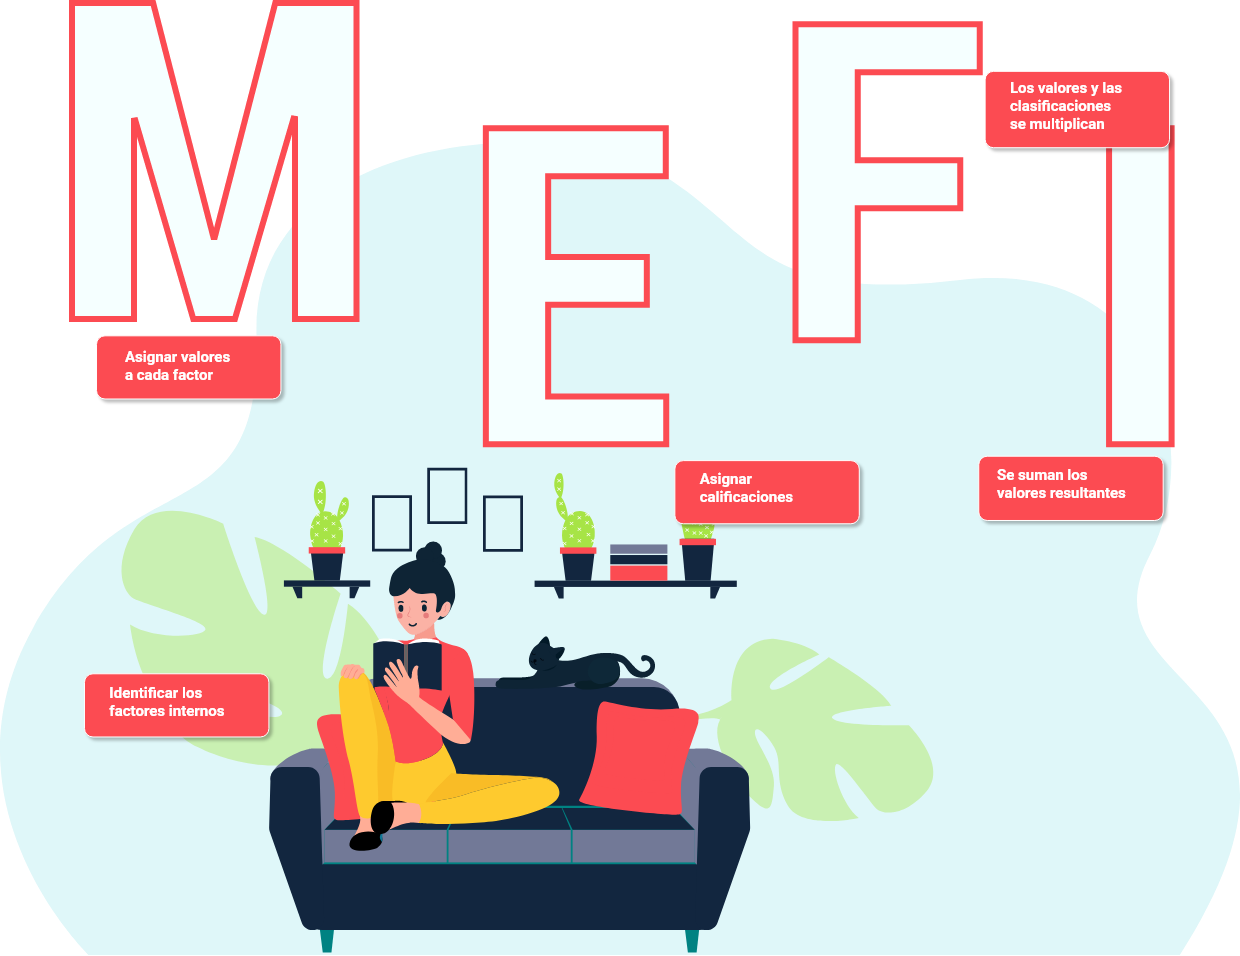 MEFI
Los valores y las
clasificaciones
se multiplican
Asignar valores
a cada factor
Asignar
calificaciones
Se suman los
valores resultantes
Identificar los
factores internos